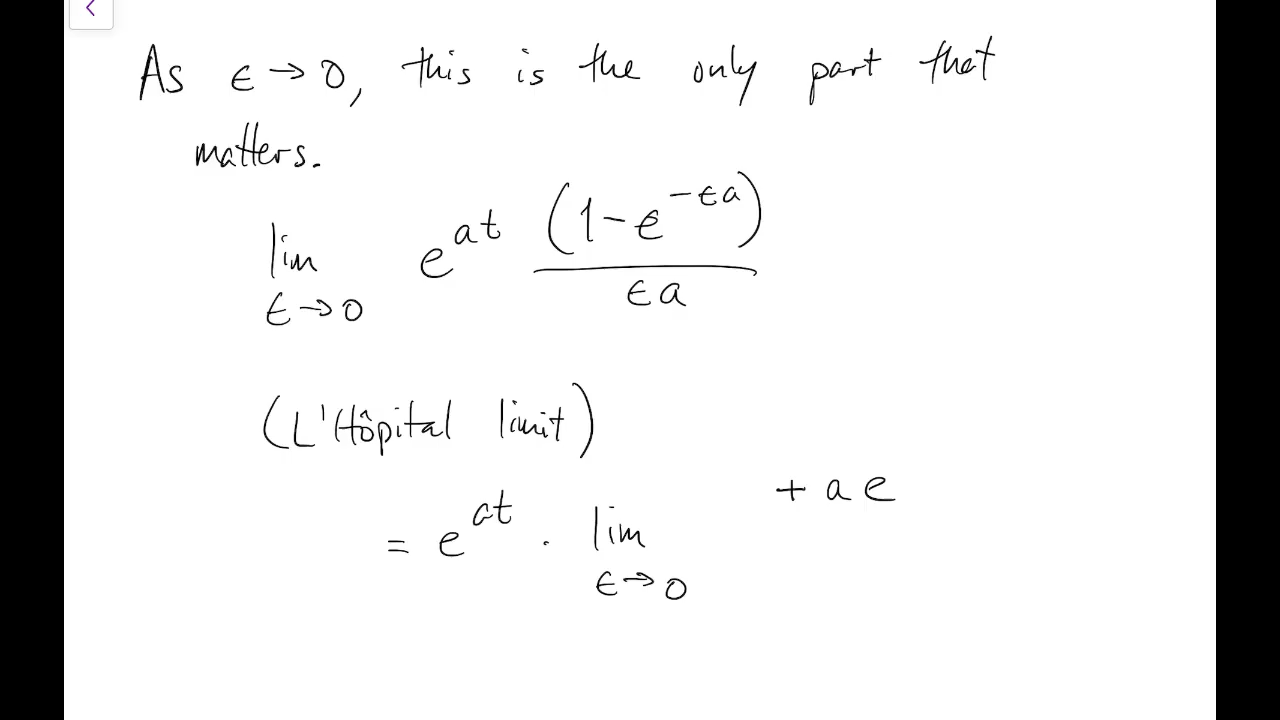 As ϵ → 0, this is the only part that
matters.
lim ϵ→0 e^{at} (1 - e^{-ϵa}) / ϵa
(L'Hôpital limit)
= e^{at} · lim ϵ→0 + a e